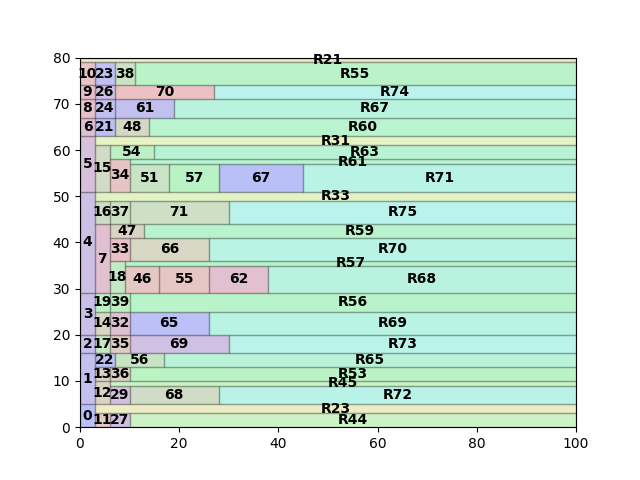 80
R21
10 23 38 R55
9 26 70 R74
70
8 24 61 R67
6 21 48 R60
R31
60
54 R63
5 15 R61
34 51 57 67 R71
50
R33
16 37 71 R75
47 R59
40
4 33 66 R70
7 R57
18 46 55 62 R68
30
19 39 R56
3
14 32 65 R69
20
2 17 35 69 R73
22 56 R65
1 13 36 R53
10
R45
12 29 68 R72
0 R23
11 27 R44
0
0 20 40 60 80 100